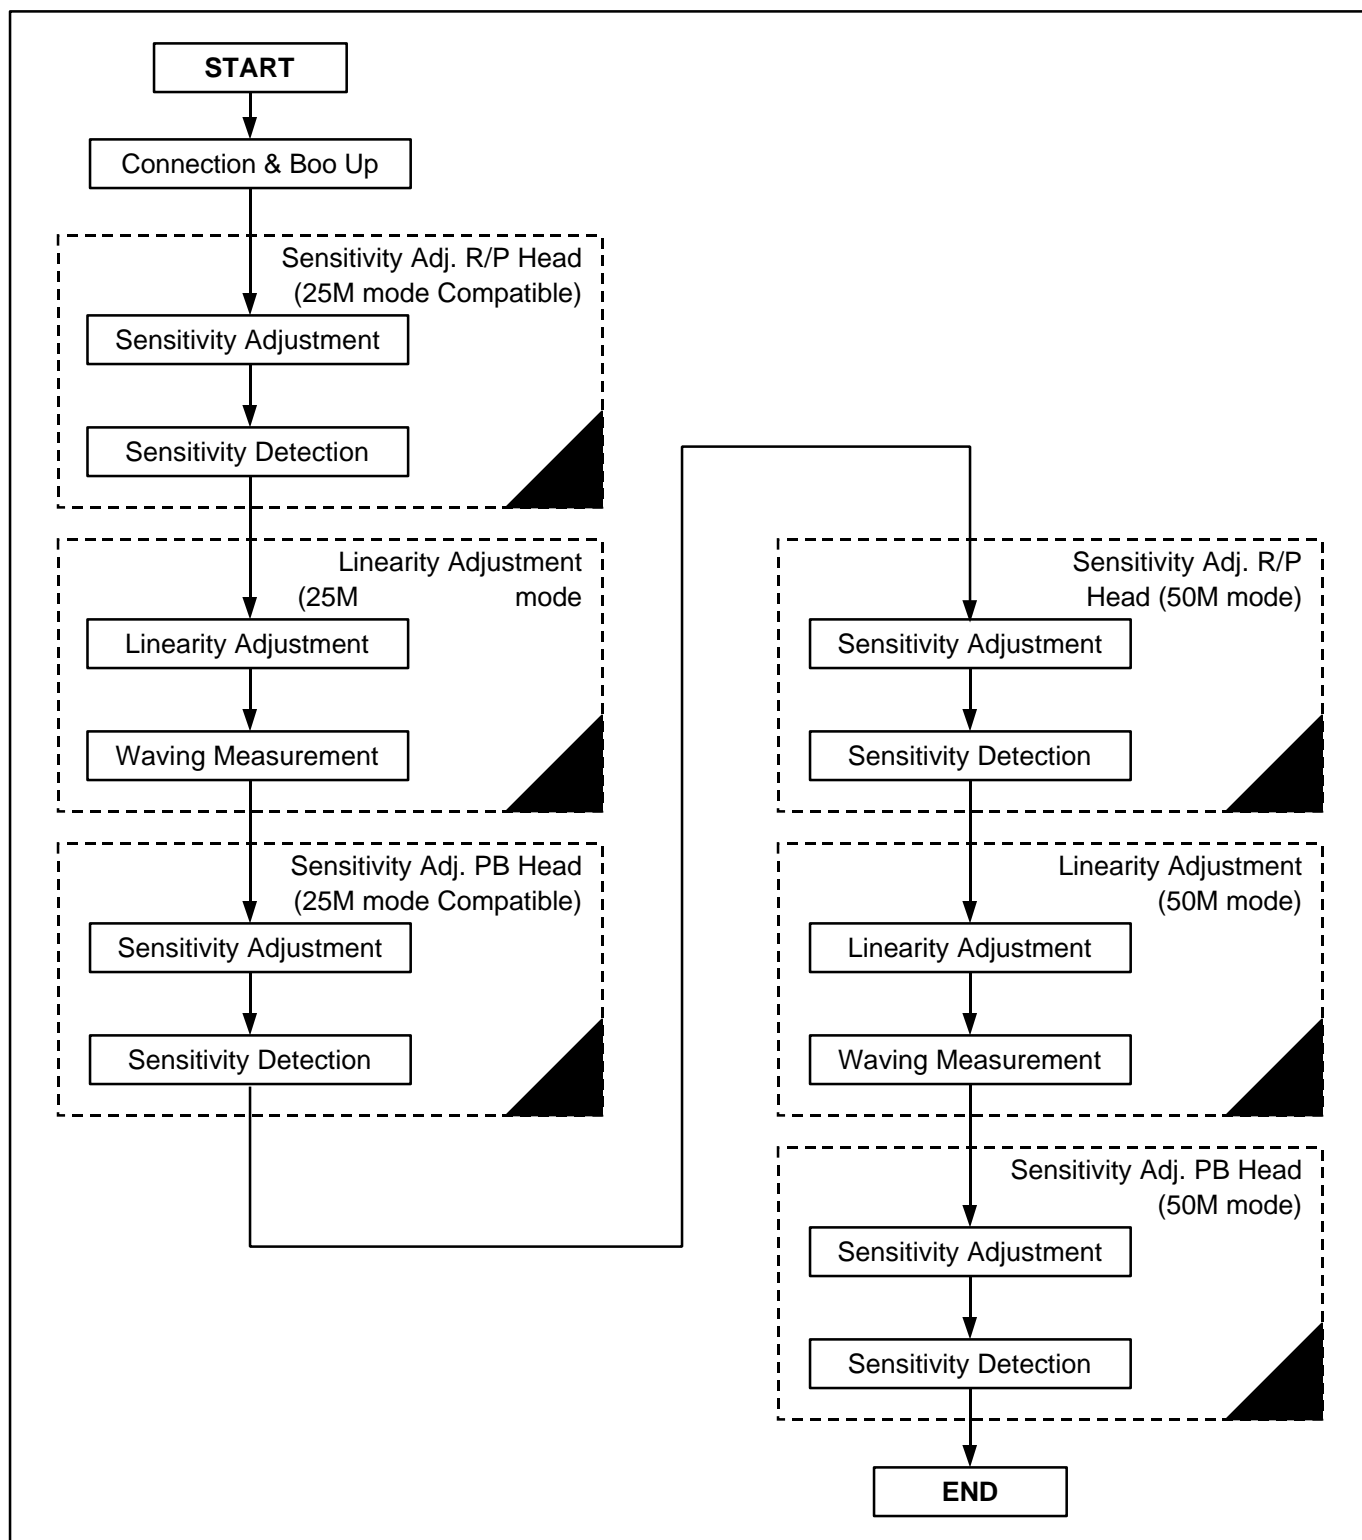 START
Connection & Boo Up
Sensitivity Adj. R/P Head
(25M mode Compatible)
Sensitivity Adjustment
Sensitivity Detection
Linearity Adjustment
(25M mode
Linearity Adjustment
Waving Measurement
Sensitivity Adj. PB Head
(25M mode Compatible)
Sensitivity Adjustment
Sensitivity Detection
Sensitivity Adj. R/P
Head (50M mode)
Sensitivity Adjustment
Sensitivity Detection
Linearity Adjustment
(50M mode)
Linearity Adjustment
Waving Measurement
Sensitivity Adj. PB Head
(50M mode)
Sensitivity Adjustment
Sensitivity Detection
END